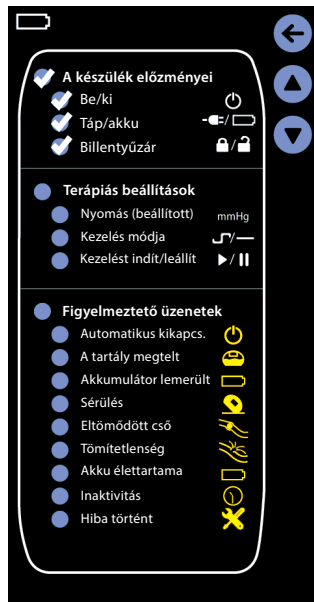 A készülék előzményei
Be/ki
Táp/akku
Billentyűzár
Terápiás beállítások
Nyomás (beállított) mmHg
Kezelés módja
Kezelést indít/leállít
Figyelmeztető üzenetek
Automatikus kikapcs.
A tartály megtelt
Akkumulátor lemerült
Sérülés
Eltömődött cső
Tömítetlenség
Akku élettartama
Inaktivitás
Hiba történt